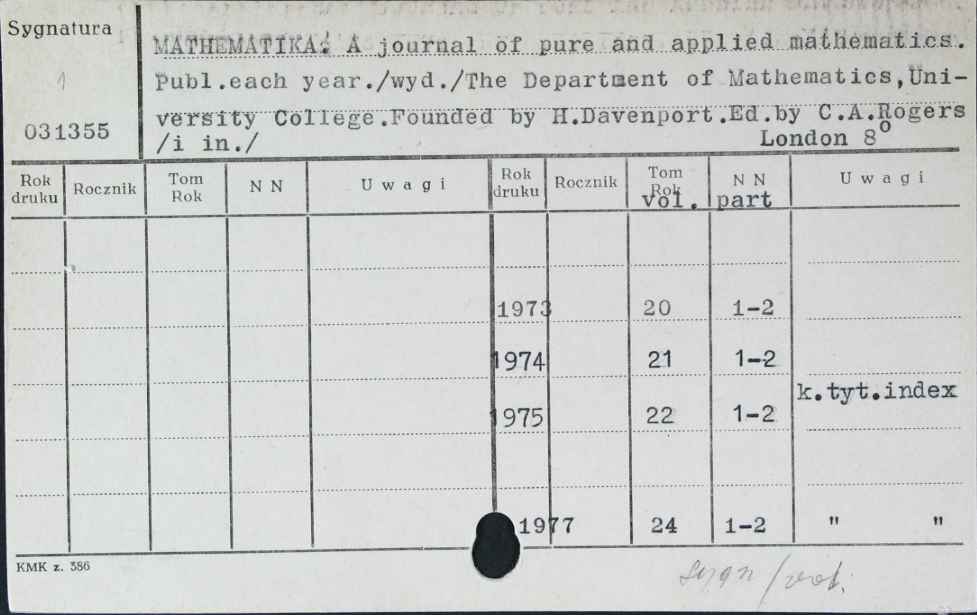 Sygnatura
031355
MATHEMATIKA. A journal of pure and applied mathematics.
Publ.each year./wyd./The Department of Mathematics,Uni-
versity College.Founded by H.Davenport.Ed.by C.A.Rogers
/i in./ London 8°
Rok druku Rocznik Tom Rok N N U w a g i Rok druku Rocznik Tom Rok N N U w a g i
vol. part
1973 20 1-2
1974 21 1-2
k.tyt.index
1975 22 1-2
1977 24 1-2 " "
KMK z. 386